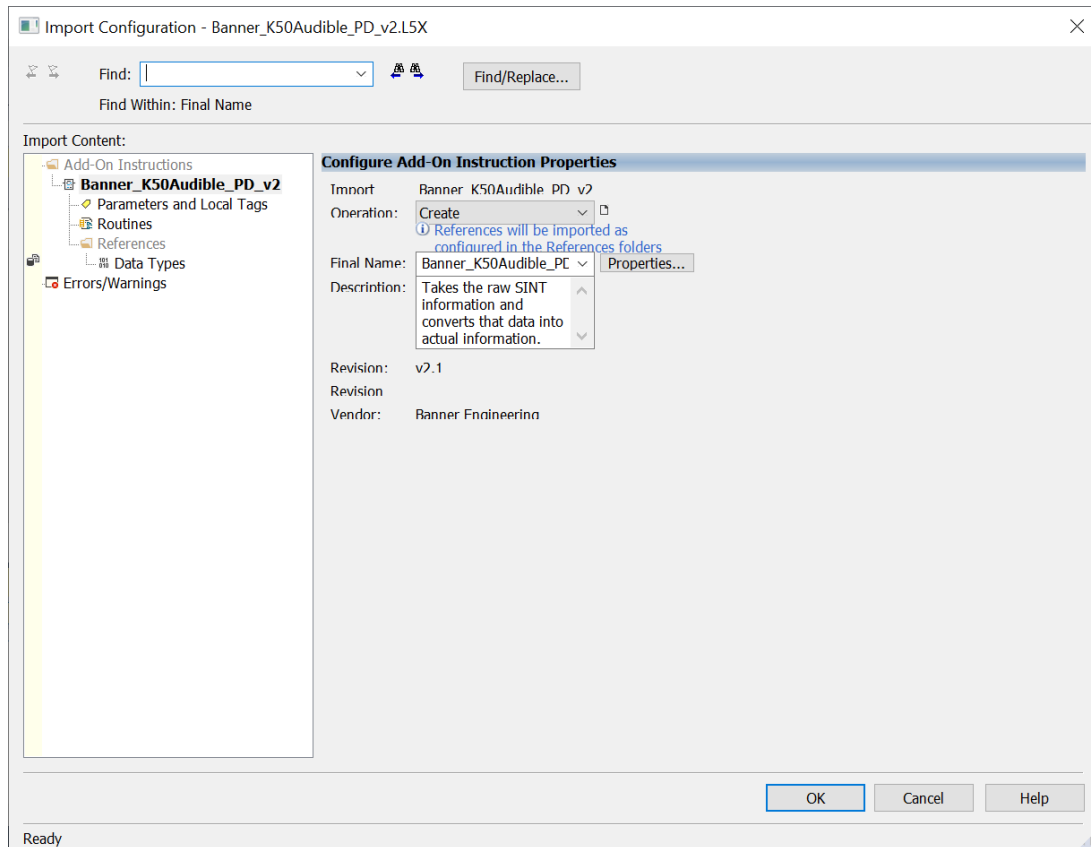 Import Configuration - Banner_K50Audible_PD_v2.L5X
Find:
Find/Replace...
Find Within: Final Name
Import Content:
Add-On Instructions
Banner_K50Audible_PD_v2
Parameters and Local Tags
Routines
References
Data Types
Errors/Warnings
Configure Add-On Instruction Properties
Import Banner_K50Audible_PD_v2
Operation: Create
References will be imported as
configured in the References folders
Final Name: Banner_K50Audible_PD Properties...
Description: Takes the raw SINT
information and
converts that data into
actual information.
Revision: v2.1
Revision
Vendor: Banner Engineering
OK Cancel Help
Ready